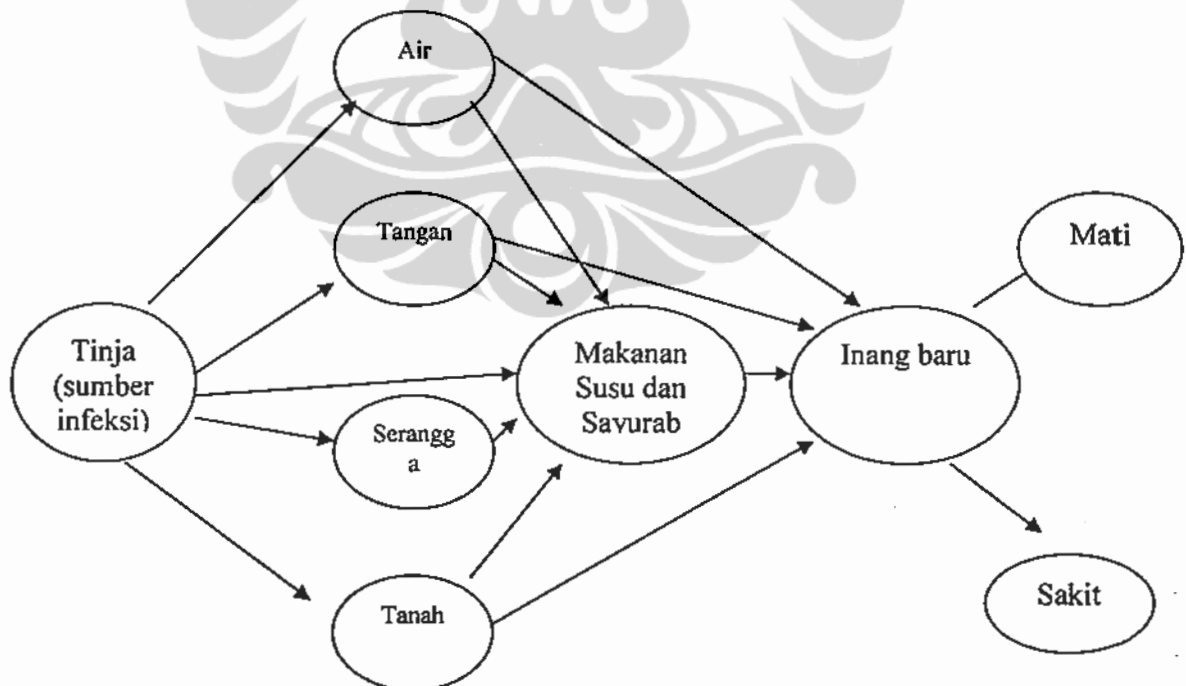 Air
Tangan
Mati
Tinja
(sumber
infeksi)
Makanan
Susu dan
Savurab
Inang baru
Serangg
a
Tanah
Sakit